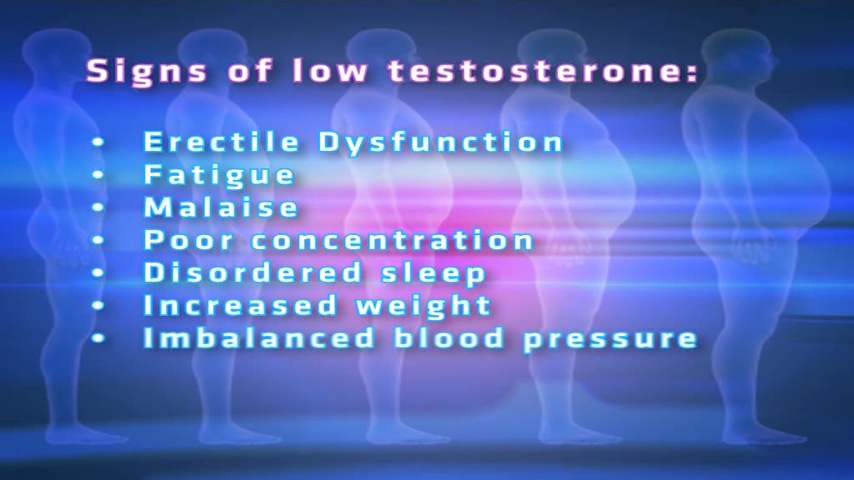 Signs of low testosterone:
• Erectile Dysfunction
• Fatigue
• Malaise
• Poor concentration
• Disordered sleep
• Increased weight
• Imbalanced blood pressure